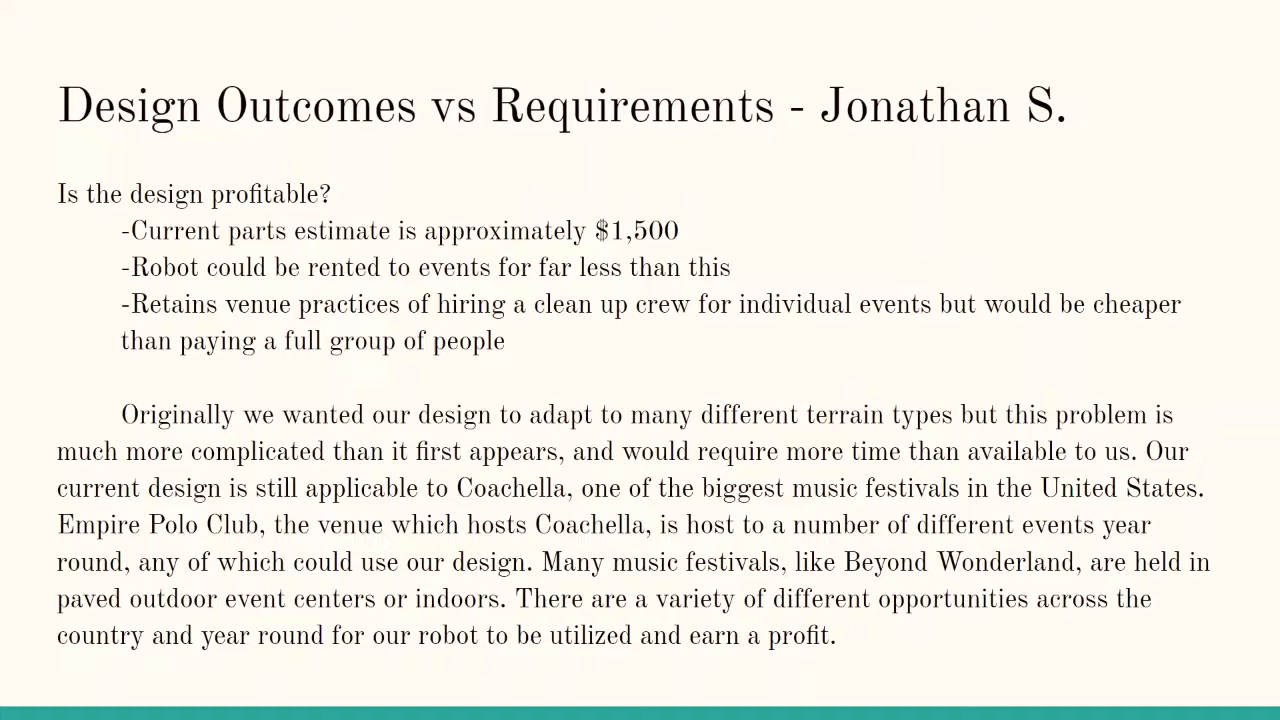 Design Outcomes vs Requirements - Jonathan S.
Is the design profitable?
-Current parts estimate is approximately $1,500
-Robot could be rented to events for far less than this
-Retains venue practices of hiring a clean up crew for individual events but would be cheaper
than paying a full group of people
Originally we wanted our design to adapt to many different terrain types but this problem is
much more complicated than it first appears, and would require more time than available to us. Our
current design is still applicable to Coachella, one of the biggest music festivals in the United States.
Empire Polo Club, the venue which hosts Coachella, is host to a number of different events year
round, any of which could use our design. Many music festivals, like Beyond Wonderland, are held in
paved outdoor event centers or indoors. There are a variety of different opportunities across the
country and year round for our robot to be utilized and earn a profit.